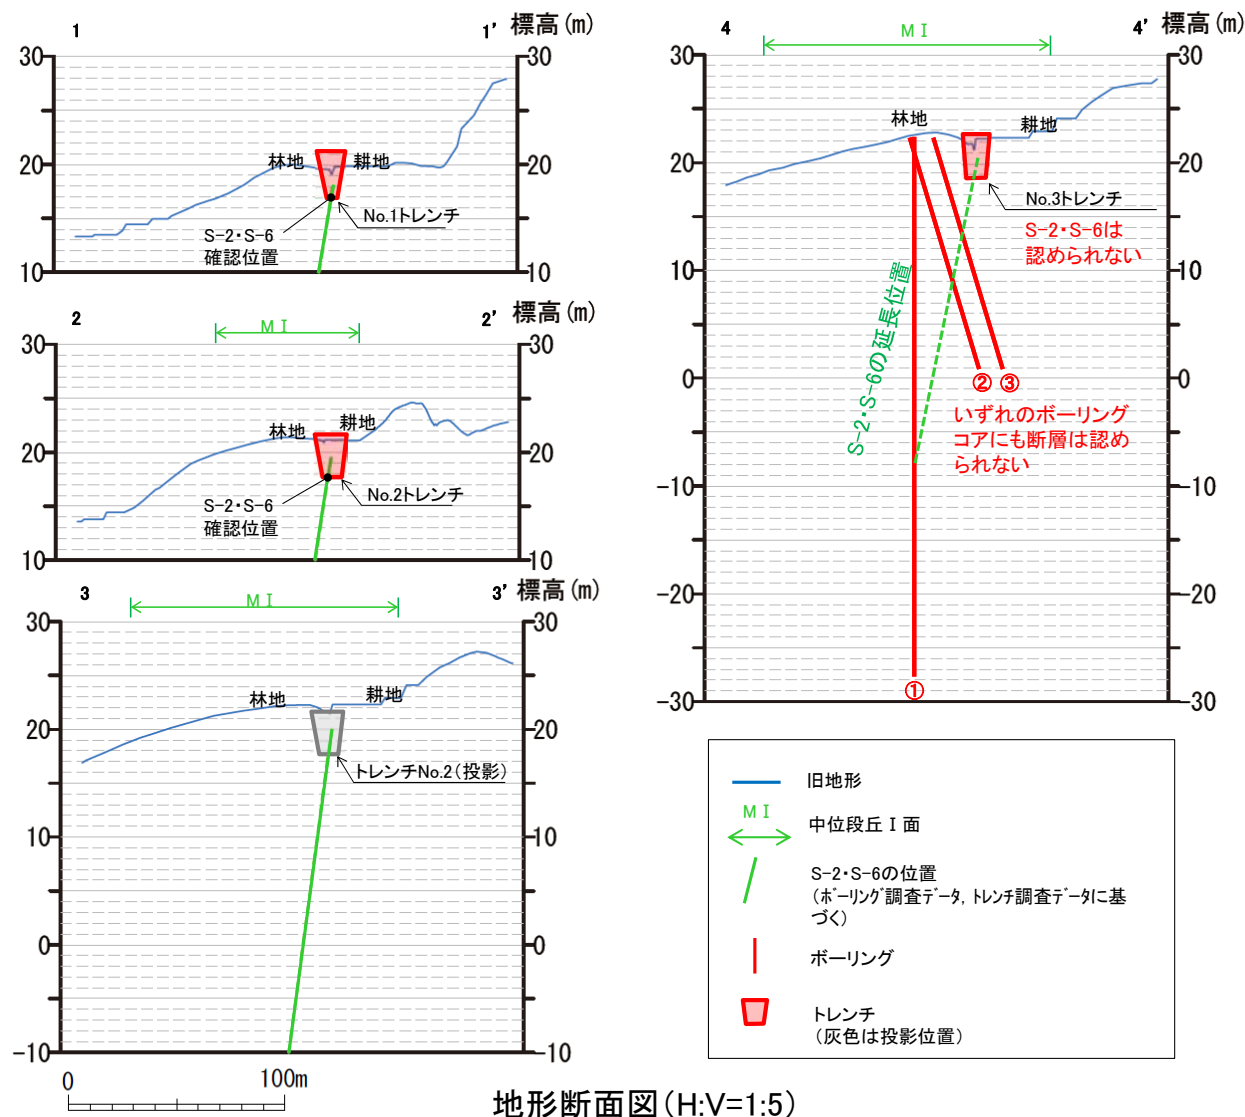 1
1’ 標高(m)
30
30
20
20
10
10
林地
耕地
No.1トレンチ
S-2・S-6
確認位置
2
2’ 標高(m)
MⅠ
30
30
20
20
10
10
林地
耕地
No.2トレンチ
S-2・S-6
確認位置
3
3’ 標高(m)
MⅠ
30
30
20
20
10
10
0
0
-10
-10
林地
耕地
トレンチNo.2(投影)
0
100m
4
4’ 標高(m)
MⅠ
30
30
20
20
10
10
0
0
-10
-10
-20
-20
-30
-30
林地
耕地
No.3トレンチ
S-2・S-6は
認められない
S-2・S-6の延長位置
② ③
いずれのボーリング
コアにも断層は認め
られない
①
旧地形
MⅠ
中位段丘Ⅰ面
S-2・S-6の位置
(ボーリング調査データ, トレンチ調査データに基
づく)
ボーリング
トレンチ
(灰色は投影位置)
地形断面図(H:V=1:5)